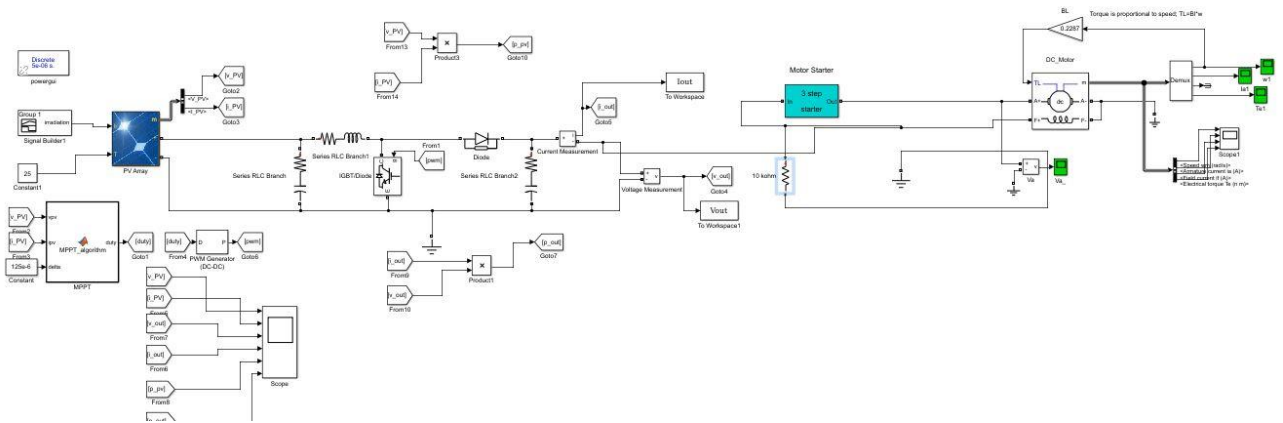 Discrete
5e-06 s.
powergui
Group 1
irradiation
Signal Builder1
25
Constant1
m
T
PV Array
<V_PV>
<I_PV>
[v_PV]
Goto2
[i_PV]
Goto3
v_PV]
From13
[i_PV]
From14
×
Product3
[p_pv]
Goto10
Series RLC Branch1
Series RLC Branch
IGBT/Diode
From1
[pwm]
Diode
Series RLC Branch2
Current Measurement
Iout
To Workspace
[i_out]
Goto5
Voltage Measurement
[v_out]
Goto4
Vout
To Workspace1
Motor Starter
In
3 step
starter
Out
10 kohm
BL
0.2287
Torque is proportional to speed; TL=Bl*w
DC_Motor
TL
m
A+
dc
A-
F+
F-
Demux
w1
Ia1
Te1
Scope1
<Armature current ia (A)>
<Field current if (A)>
<Electrical torque Te (n m)>
Va
Va_
v_PV]
vpv
[i_PV]
From3
ipv
125e-6
Constant
delta
MPPT_algorithm
duty
MPPT
[duty]
Goto1
[duty]
From4
D
P
PWM Generator
(DC-DC)
[pwm]
Goto6
v_PV]
[i_PV]
[v_out]
From7
[i_out]
From6
[p_pv]
From8
Scope
[i_out]
From9
[v_out]
From10
×
Product1
[p_out]
Goto7